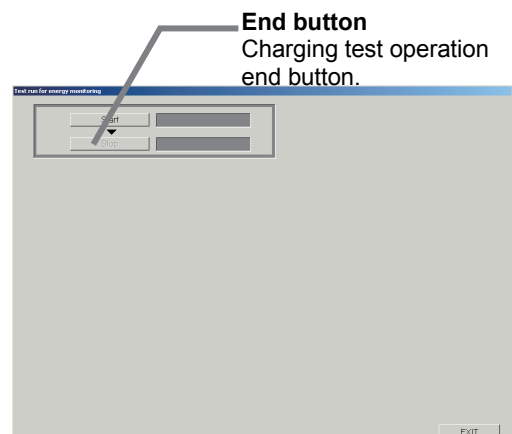 End button
Charging test operation
end button.
Test run for energy monitoring
Start
Stop
EXIT